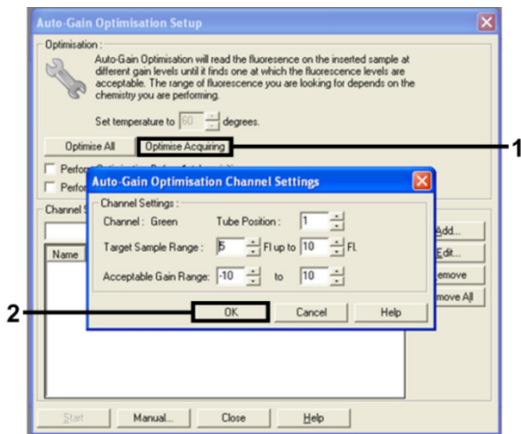 Auto-Gain Optimisation Setup
Optimisation :
Auto-Gain Optimisation will read the fluoresence on the inserted sample at
different gain levels until it finds one at which the fluorescence levels are
acceptable. The range of fluorescence you are looking for depends on the
chemistry you are performing.
Set temperature to 60 degrees.
Optimise All Optimise Acquiring 1
Perform
Auto-Gain Optimisation Channel Settings
Perfor
Channel Settings :
Channel S
Channel : Green Tube Position : 1
Add...
Target Sample Range : 5 Fl up to 10 Fl.
Name Edit...
Acceptable Gain Range: -10 to 10
emove
move All
2 OK Cancel Help
Start Manual... Close Help